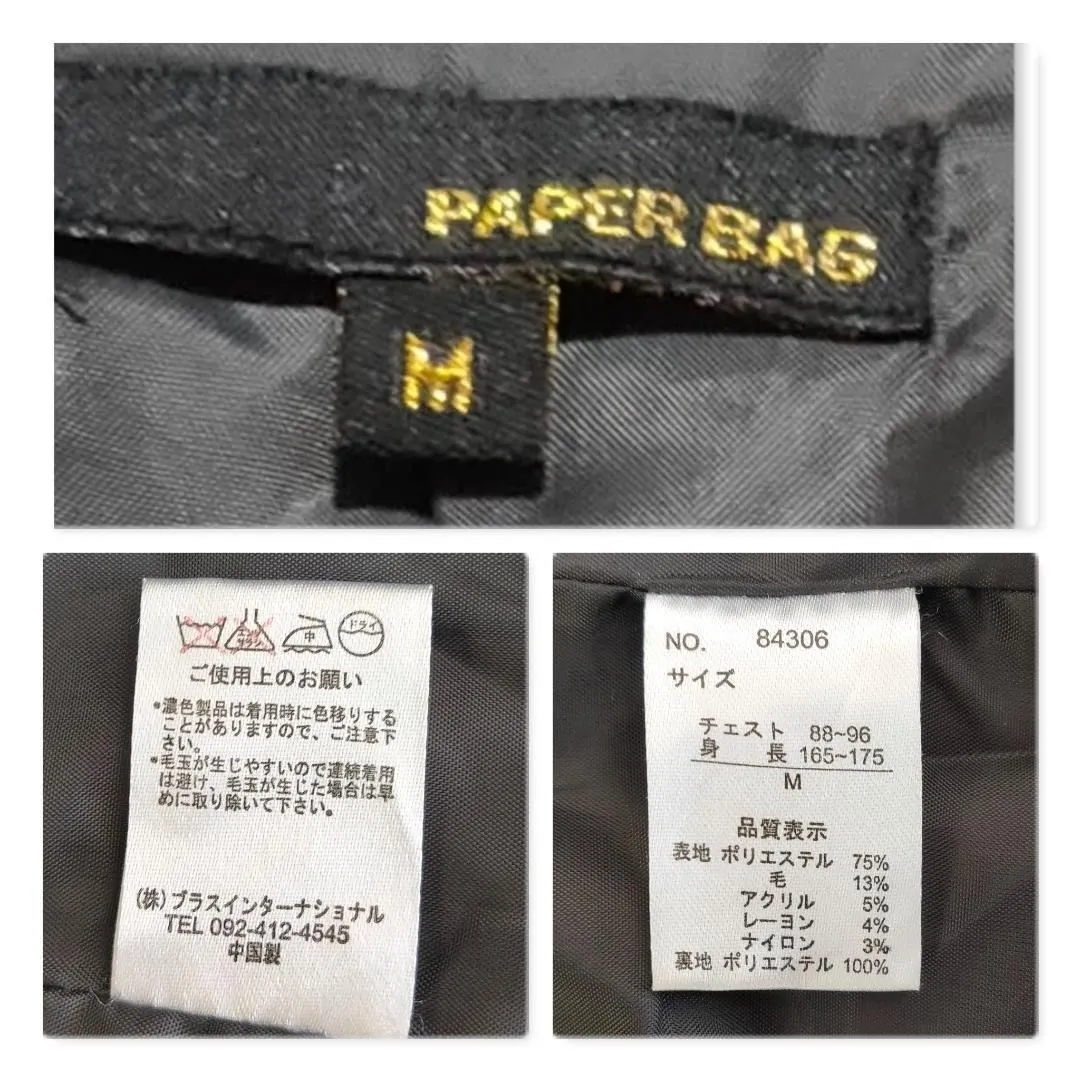 PAPER BAG
M
中
ドライ
ご使用上のお願い
•濃色製品は着用時に色移りする
ことがありますので、ご注意下
さい。
•毛玉が生じやすいので連続着用
は避け、毛玉が生じた場合は早
めに取り除いて下さい。
(株)プラスインターナショナル
TEL 092-412-4545
中国製
NO. 84306
サイズ
チェスト 88~96
身長 165~175
M
品質表示
表地 ポリエステル 75%
毛 13%
アクリル 5%
レーヨン 4%
ナイロン 3%
裏地 ポリエステル 100%